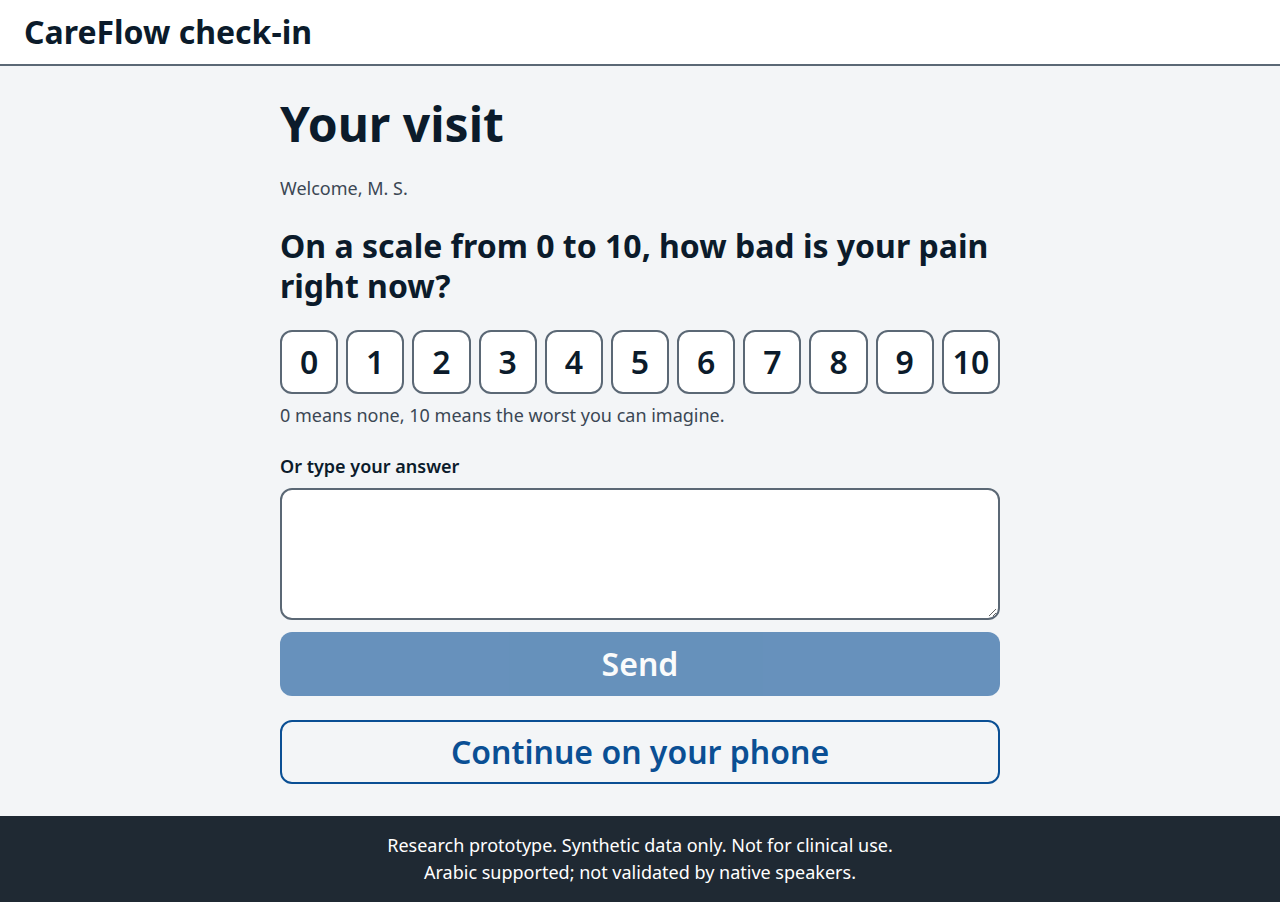 CareFlow check-in
Your visit
Welcome, M. S.
On a scale from 0 to 10, how bad is your pain
right now?
0 1 2 3 4 5 6 7 8 9 10
0 means none, 10 means the worst you can imagine.
Or type your answer
Send
Continue on your phone
Research prototype. Synthetic data only. Not for clinical use.
Arabic supported; not validated by native speakers.